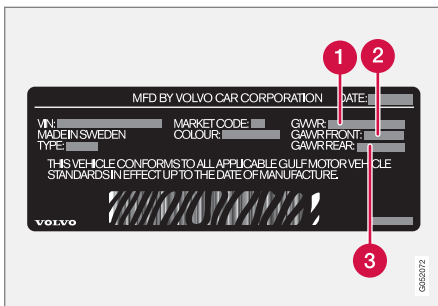 1
2
MFD BY VOLVO CAR CORPORATION DATE:
VIN: MARKET CODE: GVWR:
MADE IN SWEDEN COLOUR: GAWR FRONT:
TYPE: GAWR REAR:
THIS VEHICLE CONFORMS TO ALL APPLICABLE GULF MOTOR VEHICLE
STANDARDS IN EFFECT UP TO THE DATE OF MANUFACTURE.
VOLVO
3
G052072